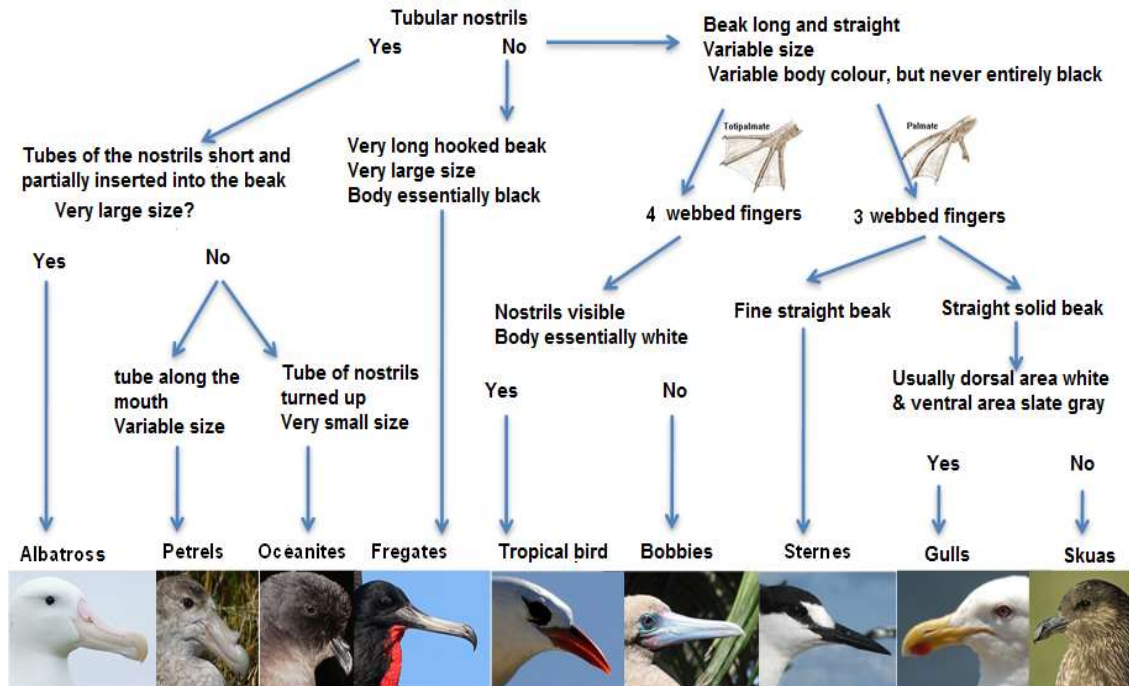 Tubular nostrils
Yes
No
Beak long and straight
Variable size
Variable body colour, but never entirely black
Totipalmate
Palmate
Tubes of the nostrils short and
partially inserted into the beak
Very large size?
Very long hooked beak
Very large size
Body essentially black
4 webbed fingers
3 webbed fingers
Yes
No
Nostrils visible
Body essentially white
Fine straight beak
Straight solid beak
tube along the
mouth
Variable size
Tube of nostrils
turned up
Very small size
Yes
No
Usually dorsal area white
& ventral area slate gray
Yes
No
Albatross
Petrels
Oceanites
Fregates
Tropical bird
Bobbies
Sternes
Gulls
Skuas